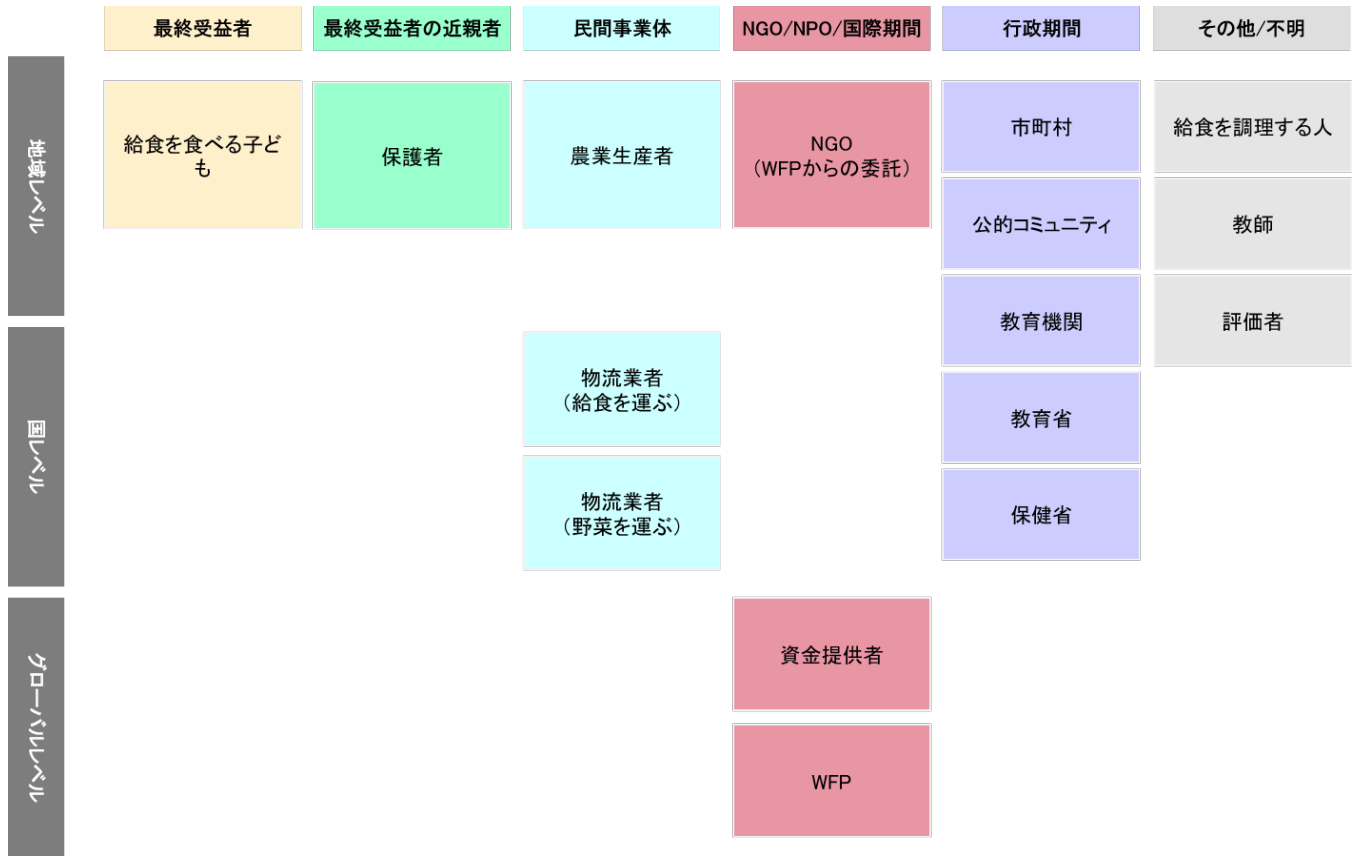 最終受益者
最終受益者の近親者
民間事業体
NGO/NPO/国際期間
行政期間
その他/不明
地域レベル
給食を食べる子ど
も
保護者
農業生産者
NGO
(WFPからの委託)
市町村
公的コミュニティ
教育機関
給食を調理する人
教師
評価者
国レベル
物流業者
(給食を運ぶ)
物流業者
(野菜を運ぶ)
教育省
保健省
グローバルレベル
資金提供者
WFP